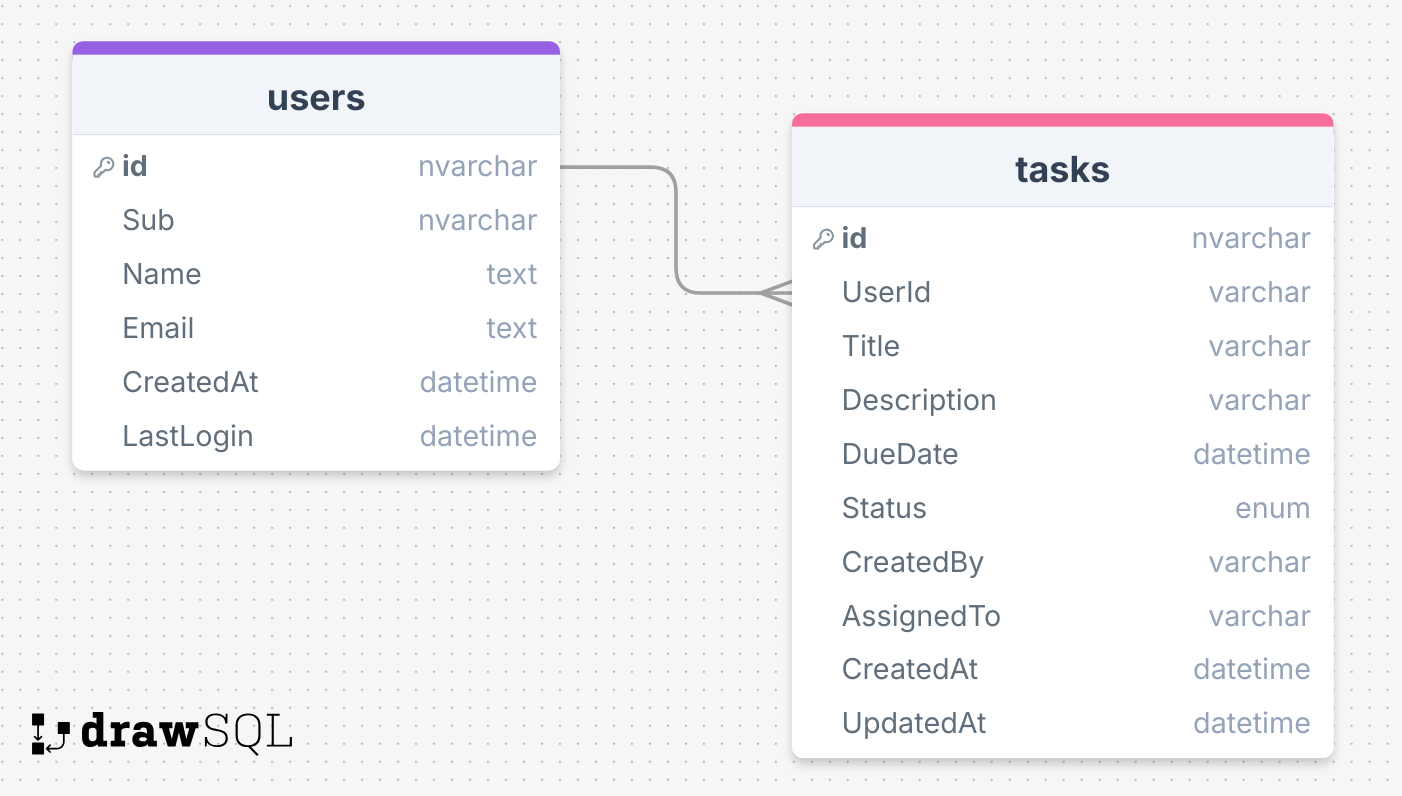 users
id nvarchar
Sub nvarchar
Name text
Email text
CreatedAt datetime
LastLogin datetime
tasks
id nvarchar
UserId varchar
Title varchar
Description varchar
DueDate datetime
Status enum
CreatedBy varchar
AssignedTo varchar
CreatedAt datetime
UpdatedAt datetime
drawSQL